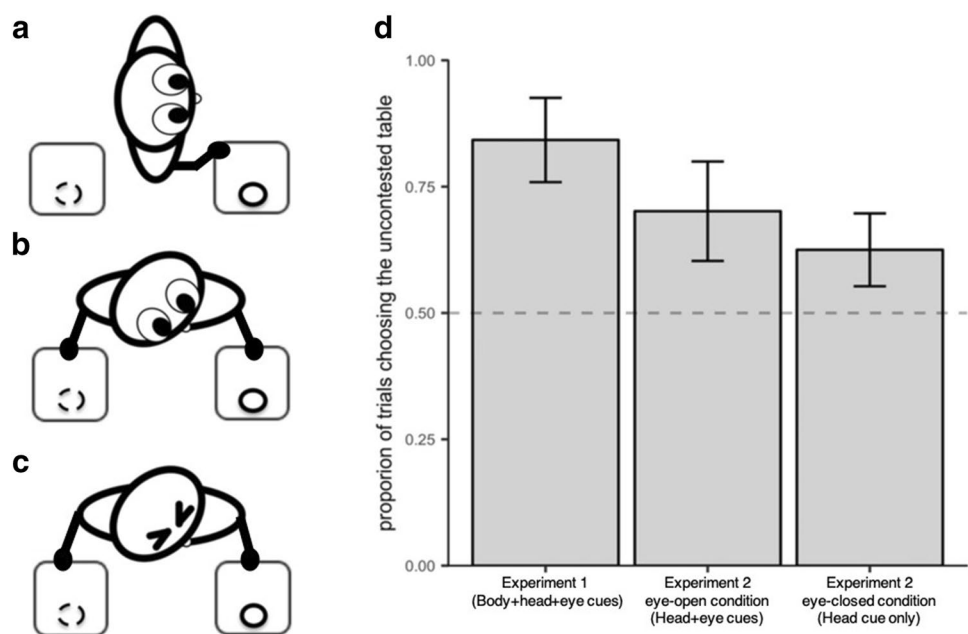 a
b
c
d
proporion of trials choosing the uncontested table
1.00
0.75
0.50
0.25
0.00
Experiment 1
(Body+head+eye cues)
Experiment 2
eye-open condition
(Head+eye cues)
Experiment 2
eye-closed condition
(Head cue only)